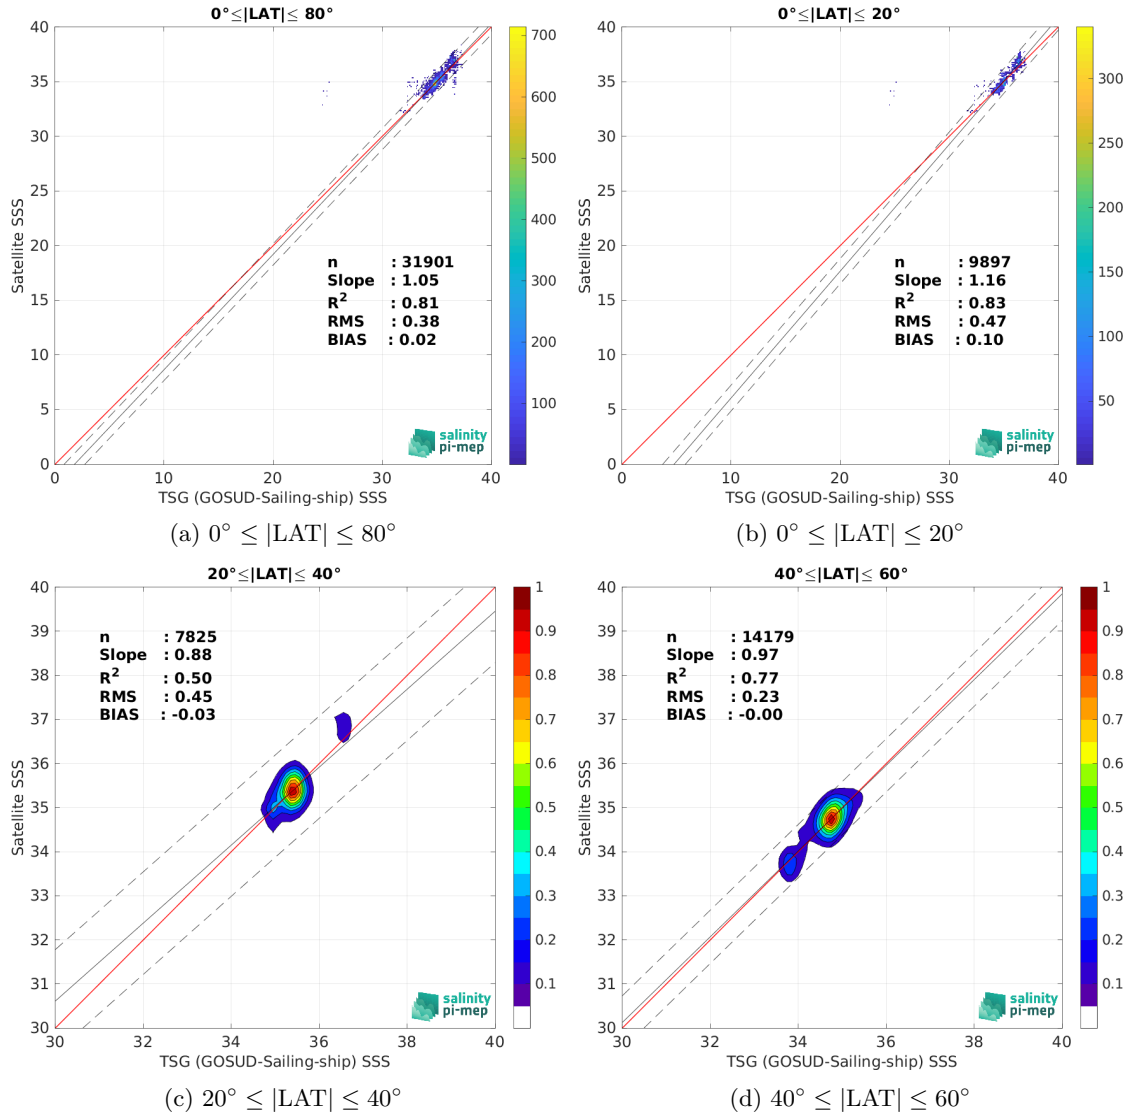 0°≤|LAT|≤ 80°
40
35
30
25
20
15
10
5
0
Satellite SSS
n : 31901
Slope : 1.05
R² : 0.81
RMS : 0.38
BIAS : 0.02
salinity
pi-mep
0 10 20 30 40
TSG (GOSUD-Sailing-ship) SSS
700
600
500
400
300
200
100
(a) 0° ≤ |LAT| ≤ 80°
0°≤|LAT|≤ 20°
40
35
30
25
20
15
10
5
0
Satellite SSS
n : 9897
Slope : 1.16
R² : 0.83
RMS : 0.47
BIAS : 0.10
salinity
pi-mep
0 10 20 30 40
TSG (GOSUD-Sailing-ship) SSS
300
250
200
150
100
50
(b) 0° ≤ |LAT| ≤ 20°
20°≤|LAT|≤ 40°
40
39
38
37
36
35
34
33
32
31
30
Satellite SSS
n : 7825
Slope : 0.88
R² : 0.50
RMS : 0.45
BIAS : -0.03
salinity
pi-mep
30 32 34 36 38 40
TSG (GOSUD-Sailing-ship) SSS
1
0.9
0.8
0.7
0.6
0.5
0.4
0.3
0.2
0.1
(c) 20° ≤ |LAT| ≤ 40°
40°≤|LAT|≤ 60°
40
39
38
37
36
35
34
33
32
31
30
Satellite SSS
n : 14179
Slope : 0.97
R² : 0.77
RMS : 0.23
BIAS : -0.00
salinity
pi-mep
30 32 34 36 38 40
TSG (GOSUD-Sailing-ship) SSS
1
0.9
0.8
0.7
0.6
0.5
0.4
0.3
0.2
0.1
(d) 40° ≤ |LAT| ≤ 60°